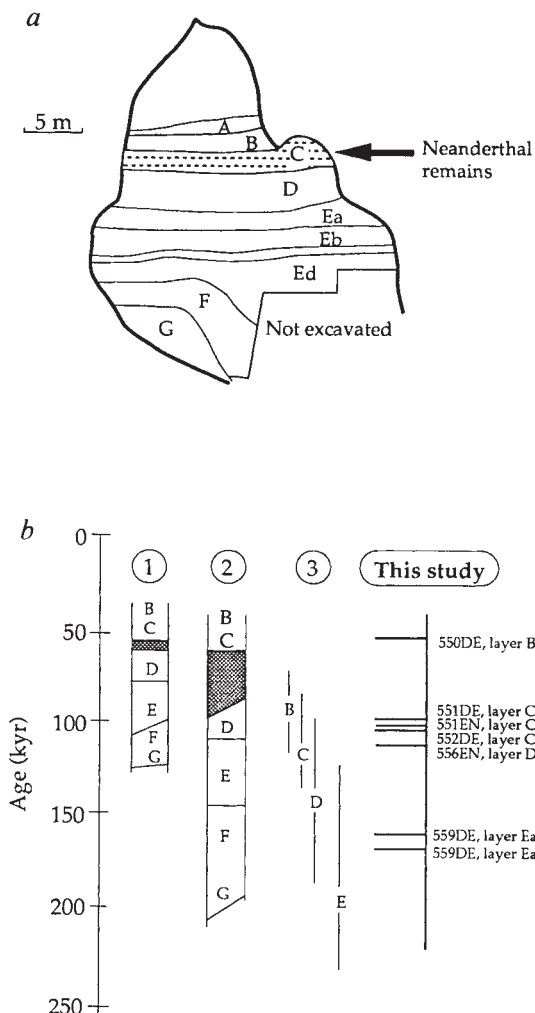 a
5 m
A
B
C
Neanderthal
remains
D
Ea
Eb
Ed
F
G
Not excavated
b
Age (kyr)
0
50
100
150
200
250
1
B
C
D
E
F
G
2
B
C
D
E
F
G
3
B
C
D
E
This study
550DE, layer B
551DE, layer C
551EN, layer C
552DE, layer C
556EN, layer D
559DE, layer Ea
559DE, layer Ea